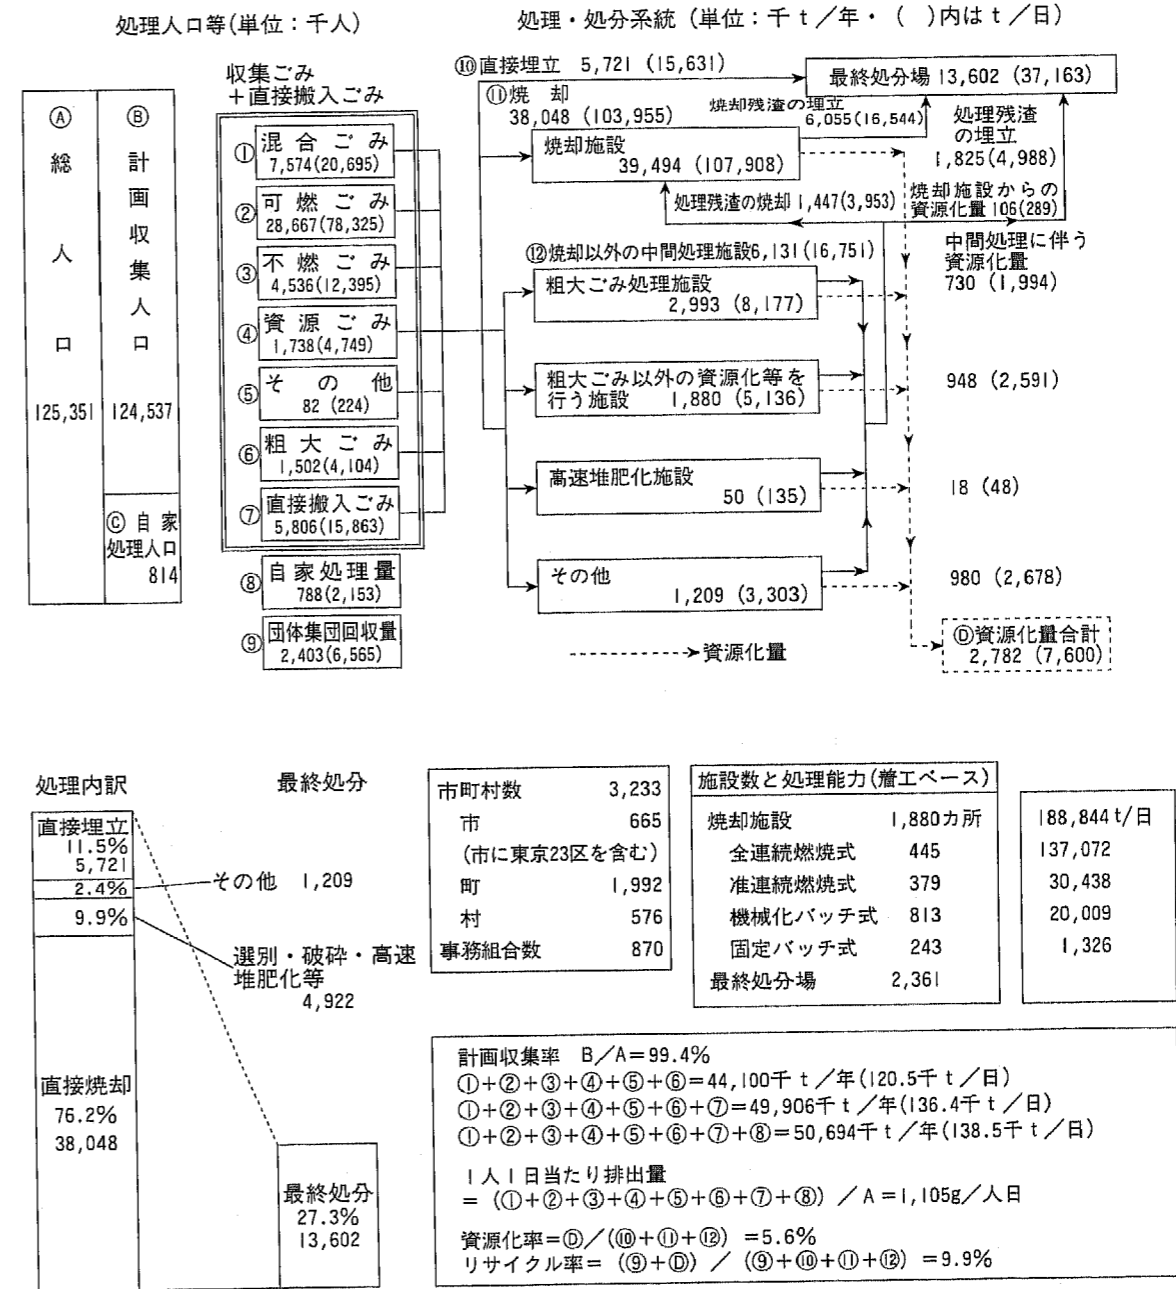 処理人口等(単位：千人)
処理・処分系統 (単位：千ｔ／年・(　)内はｔ／日)
Ⓐ総人口
125,351
Ⓑ計画収集人口
124,537
Ⓒ自家
処理人口
814
収集ごみ
＋直接搬入ごみ
①混合ごみ
7,574(20,695)
②可燃ごみ
28,667(78,325)
③不燃ごみ
4,536(12,395)
④資源ごみ
1,738(4,749)
⑤その他
82 (224)
⑥粗大ごみ
1,502(4,104)
⑦直接搬入ごみ
5,806(15,863)
⑧自家処理量
788(2,153)
⑨団体集団回収量
2,403(6,565)
⑩直接埋立 5,721 (15,631)
最終処分場 13,602 (37,163)
⑪焼 却
38,048 (103,955)
焼却残渣の埋立
6,055(16,544)
処理残渣
の埋立
1,825(4,988)
焼却施設
39,494 (107,908)
処理残渣の焼却 1,447(3,953)
焼却施設からの
資源化量 106(289)
⑫焼却以外の中間処理施設6,131(16,751)
中間処理に伴う
資源化量
730 (1,994)
粗大ごみ処理施設
2,993 (8,177)
粗大ごみ以外の資源化等を
行う施設 1,880 (5,136)
948 (2,591)
高速堆肥化施設
50 (135)
18 (48)
その他
1,209 (3,303)
980 (2,678)
資源化量
Ⓓ資源化量合計
2,782 (7,600)
処理内訳
最終処分
直接埋立
11.5%
5,721
2.4%
その他 1,209
9.9%
選別・破砕・高速
堆肥化等
4,922
直接焼却
76.2%
38,048
最終処分
27.3%
13,602
市町村数 3,233
市 665
(市に東京23区を含む)
町 1,992
村 576
事務組合数 870
施設数と処理能力(着工ベース)
焼却施設 1,880カ所 188,844 t/日
全連続燃焼式 445 137,072
准連続燃焼式 379 30,438
機械化バッチ式 813 20,009
固定バッチ式 243 1,326
最終処分場 2,361
計画収集率 B／A＝99.4%
①＋②＋③＋④＋⑤＋⑥＝44,100千ｔ／年(120.5千ｔ／日)
①＋②＋③＋④＋⑤＋⑥＋⑦＝49,906千ｔ／年(136.4千ｔ／日)
①＋②＋③＋④＋⑤＋⑥＋⑦＋⑧＝50,694千ｔ／年(138.5千ｔ／日)
1人1日当たり排出量
＝(①＋②＋③＋④＋⑤＋⑥＋⑦＋⑧)／A＝1,105g／人日
資源化率＝Ⓓ／(⑩＋⑪＋⑫)＝5.6%
リサイクル率＝(⑨＋Ⓓ)／(⑨＋⑩＋⑪＋⑫)＝9.9%